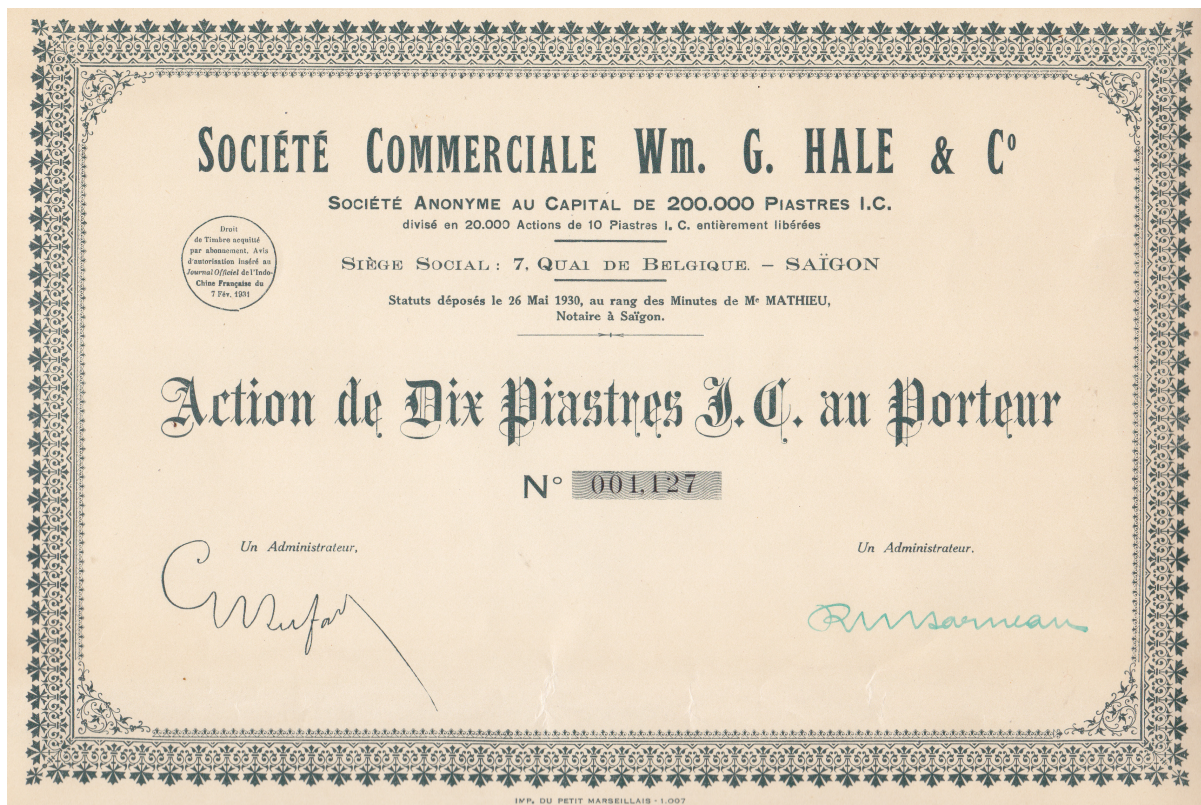 SOCIÉTÉ COMMERCIALE Wm. G. HALE & Cº
SOCIÉTÉ ANONYME AU CAPITAL DE 200.000 PIASTRES I.C.
divisé en 20.000 Actions de 10 Piastres I. C. entièrement libérées
Droit
de Timbre acquitté
par abonnement. Avis
d'autorisation inséré au
Journal Officiel de l'Indo-
Chine Française du
7 Fév. 1931
SIÈGE SOCIAL : 7, QUAI DE BELGIQUE. – SAÏGON
Statuts déposés le 26 Mai 1930, au rang des Minutes de Me MATHIEU,
Notaire à Saïgon.
Action de Dix Piastres I. C. au Porteur
N° 001,127
Un Administrateur,
Un Administrateur.
IMP. DU PETIT MARSEILLAIS - 1.007